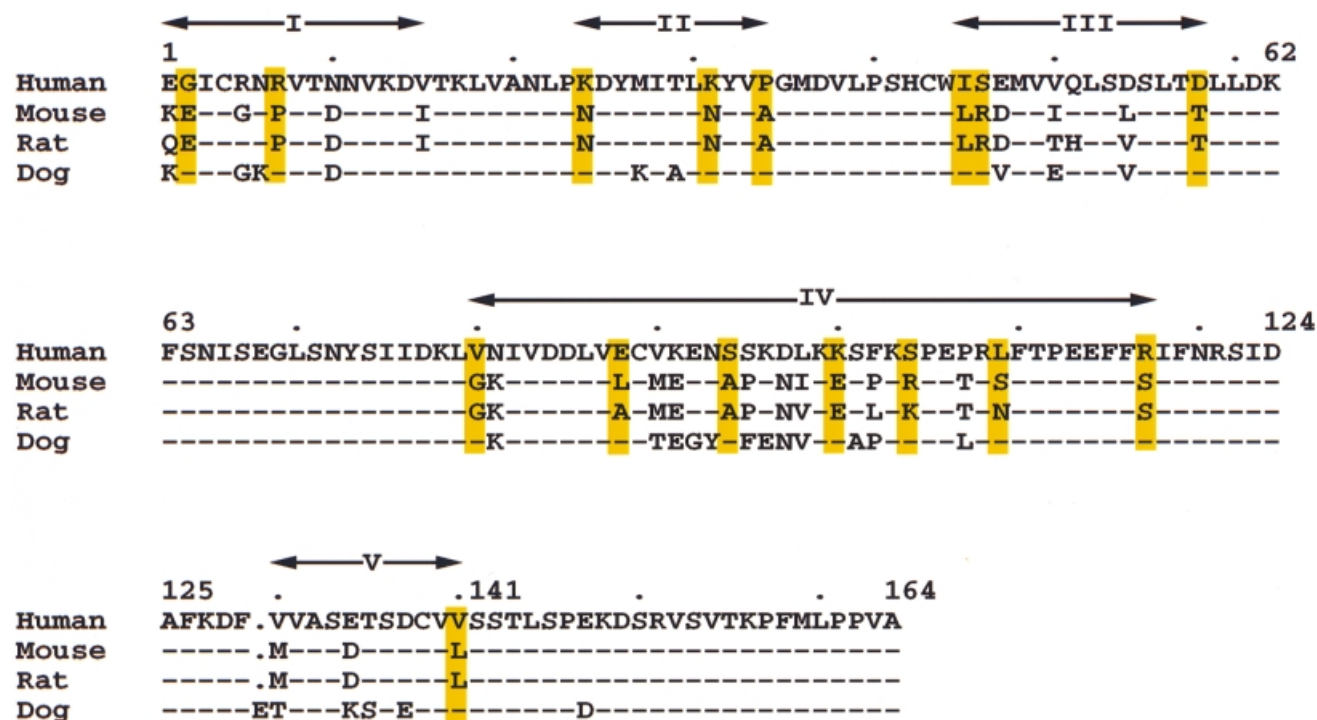 I II III
1 . . . . . . 62
Human EGICRNRVTNNVKDVTKLVANLPKDYMITLKYVPGMDVLPSHCWISEMVVQLSDSLTDLLDK
Mouse KE--G-P--D----I--------N------N--A----------LRD--I---L---T----
Rat QE----P--D----I--------N------N--A----------LRD--TH--V---T----
Dog K---GK---D----------------K-A-----------------V--E---V--------
IV
63 . . . . . . 124
Human FSNISEGLSNYSIIDKLVNIVDDLVECVKENSSKDLKKSFKSPEPRLFTPEEFFRIFNRSID
Mouse -----------------GK------L-ME--AP-NI-E-P-R--T-S-------S-------
Rat -----------------GK------A-ME--AP-NV-E-L-K--T-N-------S-------
Dog ------------------K--------TEGY-FENV--AP----L-----------------
V
125 . .141 . . 164
Human AFKDF.VVASETSDCVVSSTLSPEKDSRVSVTKPFMLPPVA
Mouse -----.M---D-----L------------------------
Rat -----.M---D-----L------------------------
Dog -----ET---KS-E---------D-----------------